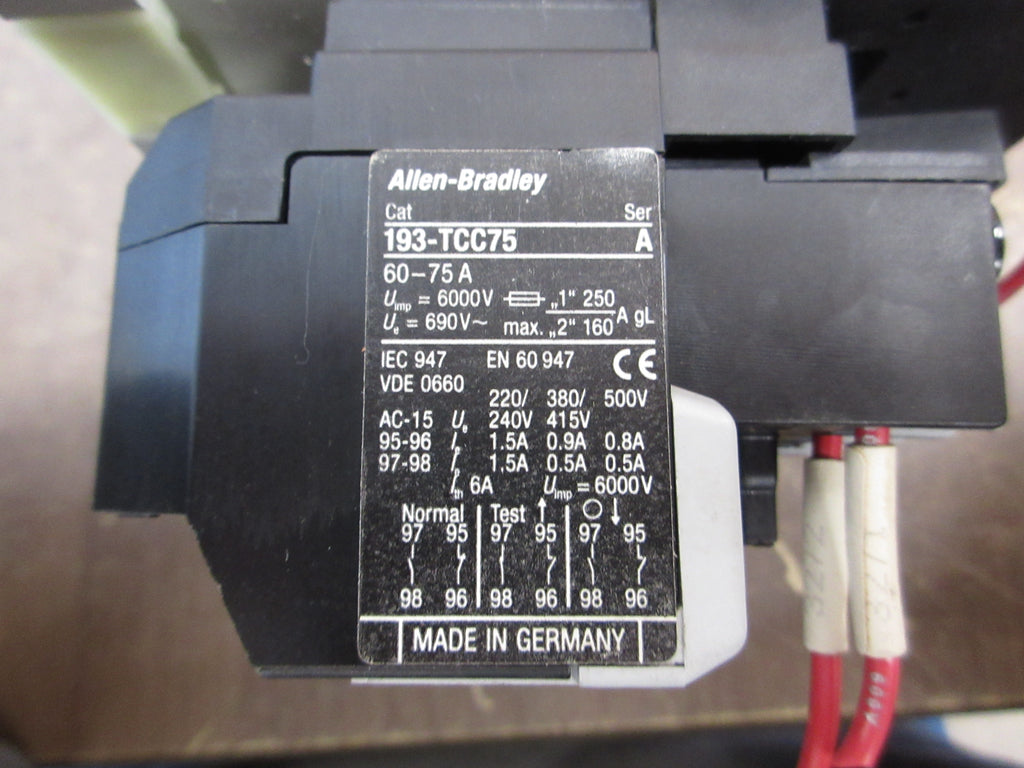 Allen-Bradley
Cat Ser
193-TCC75 A
60-75 A
Uimp = 6000V „1“ 250
Ue = 690V~ max. „2“ 160 A gL
IEC 947 EN 60 947 CE
VDE 0660
220/ 380/ 500V
AC-15 Ue 240V 415V
95-96 Ie 1.5A 0.9A 0.8A
97-98 Ie 1.5A 0.5A 0.5A
Ith 6A Uimp = 6000V
Normal Test
97 95 97 95 97 95
98 96 98 96 98 96
MADE IN GERMANY
600V